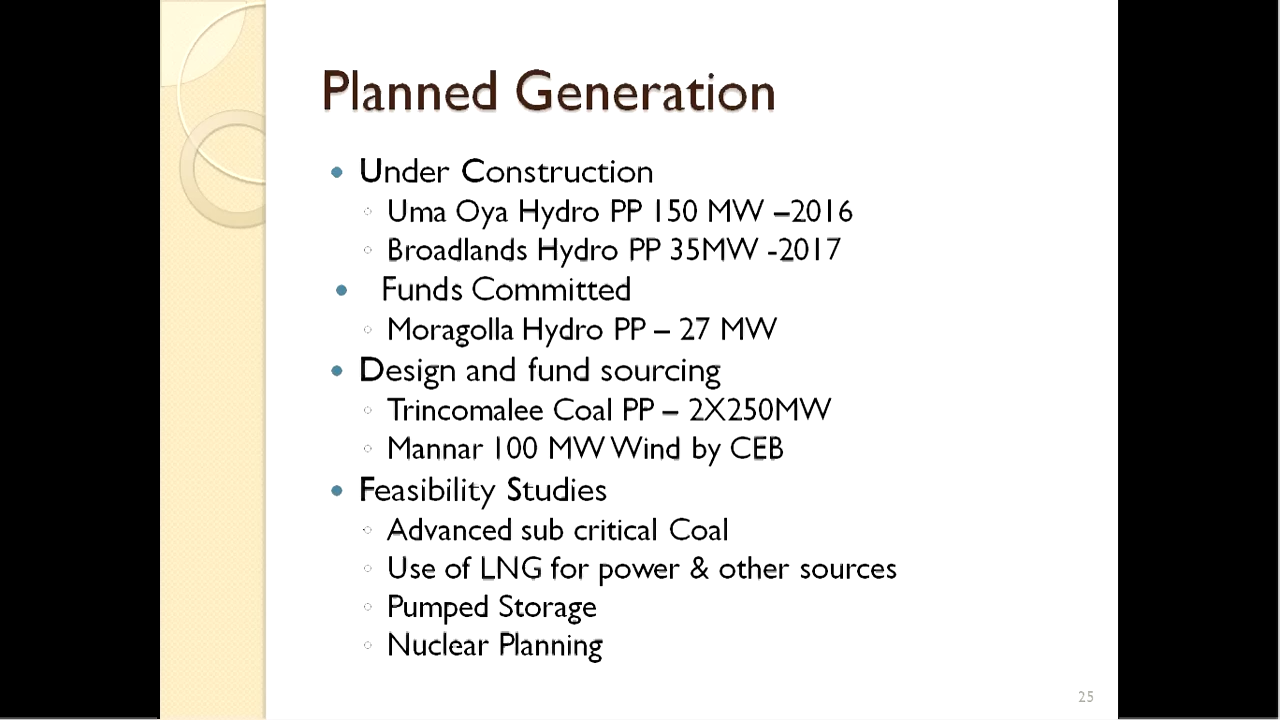 Planned Generation
• Under Construction
◦ Uma Oya Hydro PP 150 MW –2016
◦ Broadlands Hydro PP 35MW -2017
• Funds Committed
◦ Moragolla Hydro PP – 27 MW
• Design and fund sourcing
◦ Trincomalee Coal PP – 2X250MW
◦ Mannar 100 MW Wind by CEB
• Feasibility Studies
◦ Advanced sub critical Coal
◦ Use of LNG for power & other sources
◦ Pumped Storage
◦ Nuclear Planning
25